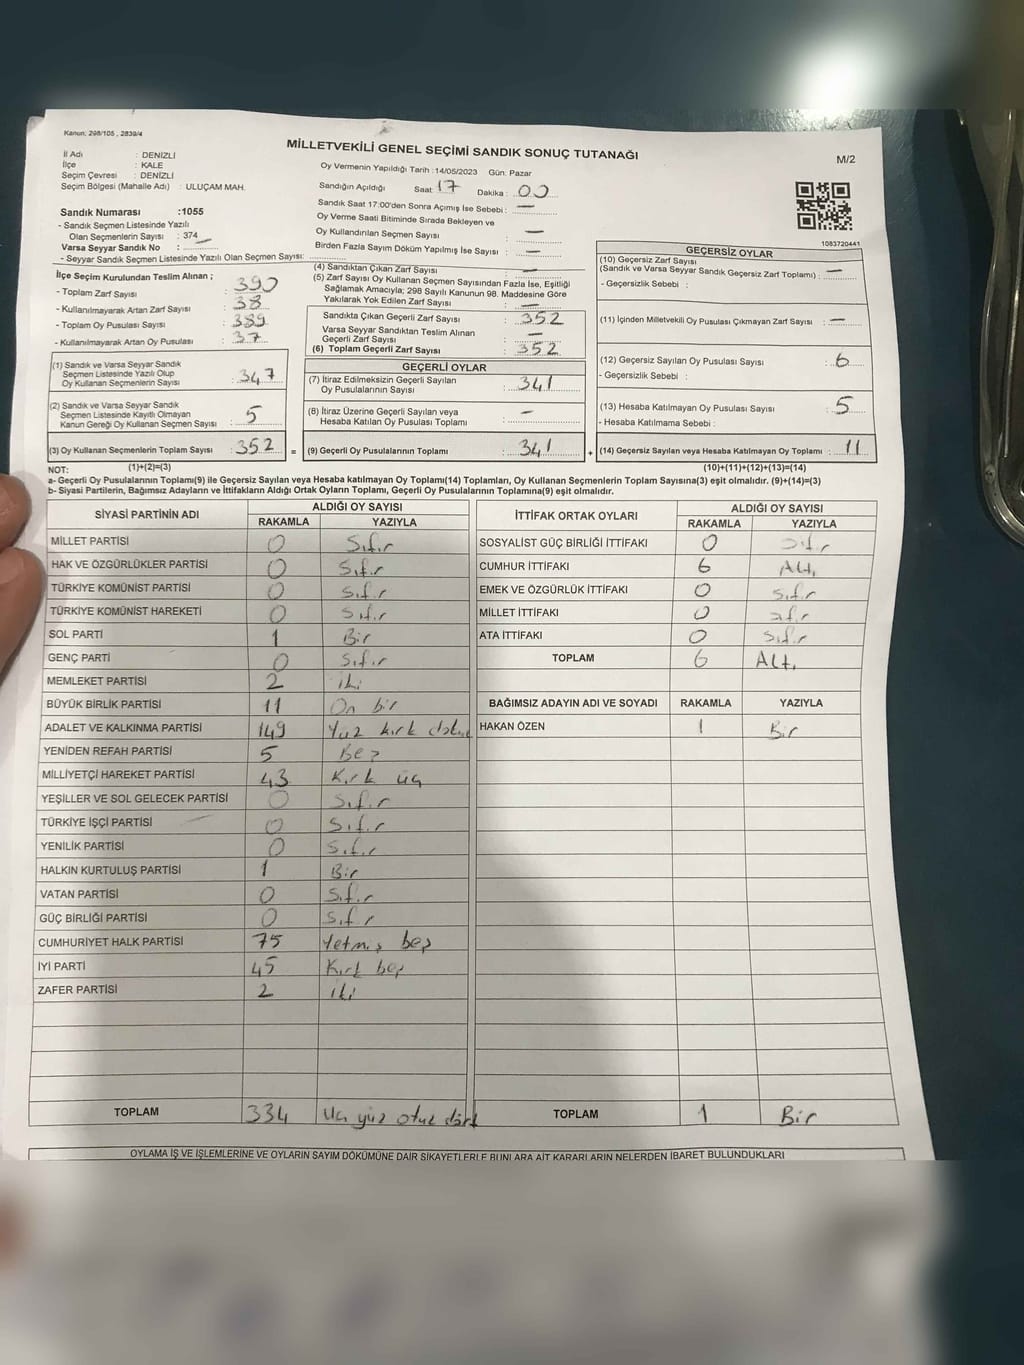 Kanun: 298/105 , 2839/4
MİLLETVEKİLİ GENEL SEÇİMİ SANDIK SONUÇ TUTANAĞI
M/2
İl Adı : DENİZLİ
İlçe : KALE
Seçim Çevresi : DENİZLİ
Seçim Bölgesi (Mahalle Adı) : ULUÇAM MAH.
Sandık Numarası :1055
- Sandık Seçmen Listesinde Yazılı
Olan Seçmenlerin Sayısı : 374
Varsa Seyyar Sandık No :
- Seyyar Sandık Seçmen Listesinde Yazılı Olan Seçmen Sayısı:
Oy Vermenin Yapıldığı Tarih :14/05/2023 Gün: Pazar
Sandığın Açıldığı Saat: 17 Dakika : 00
Sandık Saat 17:00'den Sonra Açımış İse Sebebi : —
Oy Verme Saati Bitiminde Sırada Bekleyen ve
Oy Kullandırılan Seçmen Sayısı : —
Birden Fazla Sayım Döküm Yapılmış İse Sayısı : —
1083720441
İlçe Seçim Kurulundan Teslim Alınan ;
- Toplam Zarf Sayısı : 390
- Kullanılmayarak Artan Zarf Sayısı : 38
- Toplam Oy Pusulası Sayısı : 389
- Kullanılmayarak Artan Oy Pusulası : 37
(1) Sandık ve Varsa Seyyar Sandık
Seçmen Listesinde Yazılı Olup
Oy Kullanan Seçmenlerin Sayısı : 347
(2) Sandık ve Varsa Seyyar Sandık
Seçmen Listesinde Kayıtlı Olmayan
Kanun Gereği Oy Kullanan Seçmen Sayısı : 5
(3) Oy Kullanan Seçmenlerin Toplam Sayısı : 352 =
(4) Sandıktan Çıkan Zarf Sayısı : —
(5) Zarf Sayısı Oy Kullanan Seçmen Sayısından Fazla İse, Eşitliği
Sağlamak Amacıyla; 298 Sayılı Kanunun 98. Maddesine Göre
Yakılarak Yok Edilen Zarf Sayısı : —
Sandıkta Çıkan Geçerli Zarf Sayısı : 352
Varsa Seyyar Sandıktan Teslim Alınan
Geçerli Zarf Sayısı : —
(6) Toplam Geçerli Zarf Sayısı : 352
GEÇERLİ OYLAR
(7) İtiraz Edilmeksizin Geçerli Sayılan
Oy Pusulalarının Sayısı : 341
(8) İtiraz Üzerine Geçerli Sayılan veya
Hesaba Katılan Oy Pusulası Toplamı : —
(9) Geçerli Oy Pusulalarının Toplamı : 341 +
GEÇERSİZ OYLAR
(10) Geçersiz Zarf Sayısı
(Sandık ve Varsa Seyyar Sandık Geçersiz Zarf Toplamı) : —
- Geçersizlik Sebebi :
(11) İçinden Milletvekili Oy Pusulası Çıkmayan Zarf Sayısı : —
(12) Geçersiz Sayılan Oy Pusulası Sayısı : 6
- Geçersizlik Sebebi :
(13) Hesaba Katılmayan Oy Pusulası Sayısı : 5
- Hesaba Katılmama Sebebi :
(14) Geçersiz Sayılan veya Hesaba Katılmayan Oy Toplamı : 11
NOT: (1)+(2)=(3) (10)+(11)+(12)+(13)=(14)
a- Geçerli Oy Pusulalarının Toplamı(9) ile Geçersiz Sayılan veya Hesaba katılmayan Oy Toplamı(14) Toplamları, Oy Kullanan Seçmenlerin Toplam Sayısına(3) eşit olmalıdır. (9)+(14)=(3)
b- Siyasi Partilerin, Bağımsız Adayların ve İttifakların Aldığı Ortak Oyların Toplamı, Geçerli Oy Pusulalarının Toplamına(9) eşit olmalıdır.
SİYASİ PARTİNİN ADI ALDIĞI OY SAYISI
RAKAMLA YAZIYLA
MİLLET PARTİSİ 0 Sıfır
HAK VE ÖZGÜRLÜKLER PARTİSİ 0 Sıfır
TÜRKİYE KOMÜNİST PARTİSİ 0 Sıfır
TÜRKİYE KOMÜNİST HAREKETİ 0 Sıfır
SOL PARTİ 1 Bir
GENÇ PARTİ 0 Sıfır
MEMLEKET PARTİSİ 2 iki
BÜYÜK BİRLİK PARTİSİ 11 On bir
ADALET VE KALKINMA PARTİSİ 149 Yüz kırk dokuz
YENİDEN REFAH PARTİSİ 5 Beş
MİLLİYETÇİ HAREKET PARTİSİ 43 Kırk üç
YEŞİLLER VE SOL GELECEK PARTİSİ 0 Sıfır
TÜRKİYE İŞÇİ PARTİSİ 0 Sıfır
YENİLİK PARTİSİ 0 Sıfır
HALKIN KURTULUŞ PARTİSİ 1 Bir
VATAN PARTİSİ 0 Sıfır
GÜÇ BİRLİĞİ PARTİSİ 0 Sıfır
CUMHURİYET HALK PARTİSİ 75 Yetmiş beş
İYİ PARTİ 45 Kırk beş
ZAFER PARTİSİ 2 iki
TOPLAM 334 Üç yüz otuz dört
İTTİFAK ORTAK OYLARI ALDIĞI OY SAYISI
RAKAMLA YAZIYLA
SOSYALİST GÜÇ BİRLİĞİ İTTİFAKI 0 Sıfır
CUMHUR İTTİFAKI 6 Altı
EMEK VE ÖZGÜRLÜK İTTİFAKI 0 Sıfır
MİLLET İTTİFAKI 0 Sıfır
ATA İTTİFAKI 0 Sıfır
TOPLAM 6 Altı
BAĞIMSIZ ADAYIN ADI VE SOYADI RAKAMLA YAZIYLA
HAKAN ÖZEN 1 Bir
TOPLAM 1 Bir
OYLAMA İŞ VE İŞLEMLERİNE VE OYLARIN SAYIM DÖKÜMÜNE DAİR ŞİKAYETLERLE BUNLARA AİT KARARLARIN NELERDEN İBARET BULUNDUKLARI